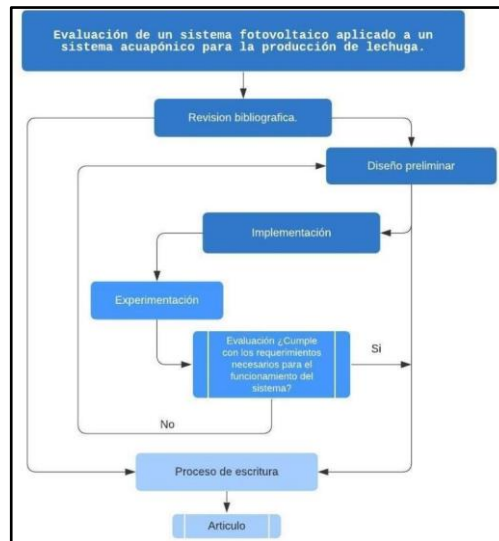 Evaluación de un sistema fotovoltaico aplicado a un
sistema acuapónico para la producción de lechuga.
Revision bibliografica.
Diseño preliminar
Implementación
Experimentación
Evaluación ¿Cumple
con los requerimientos
necesarios para el
funcionamiento del
sistema?
Si
No
Proceso de escritura
Articulo